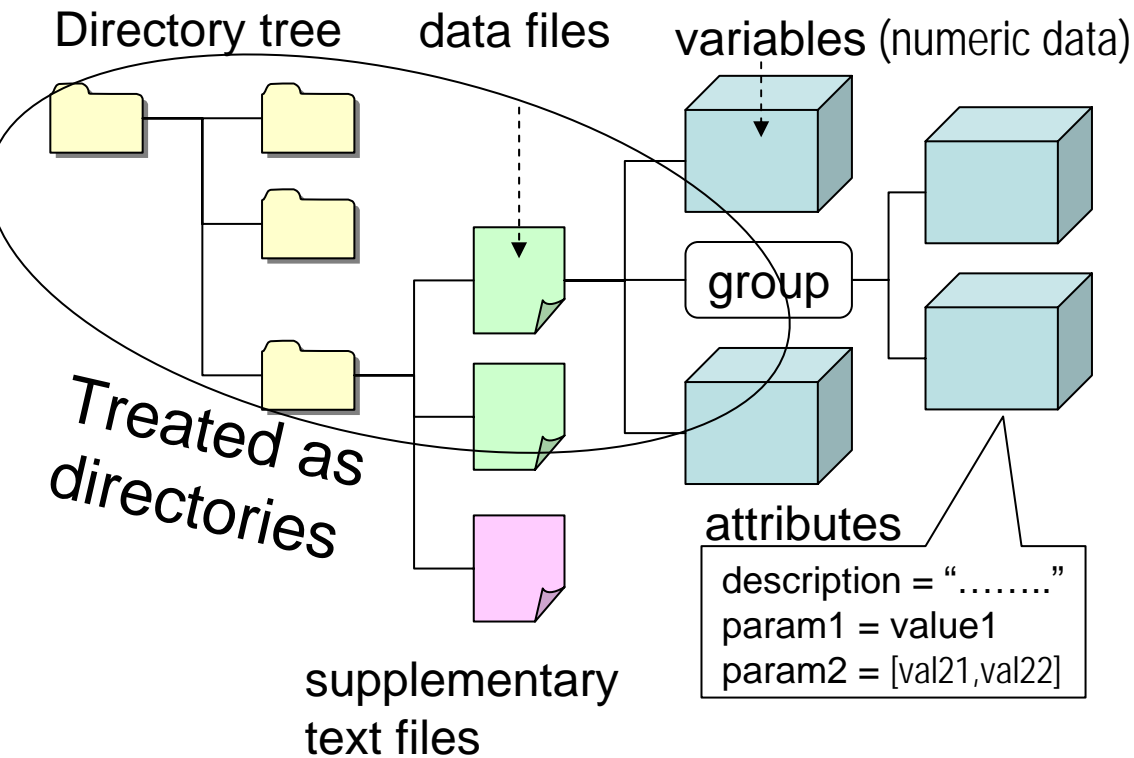 Directory tree
data files
variables (numeric data)
group
Treated as
directories
attributes
description = “……..”
param1 = value1
param2 = [val21,val22]
supplementary
text files